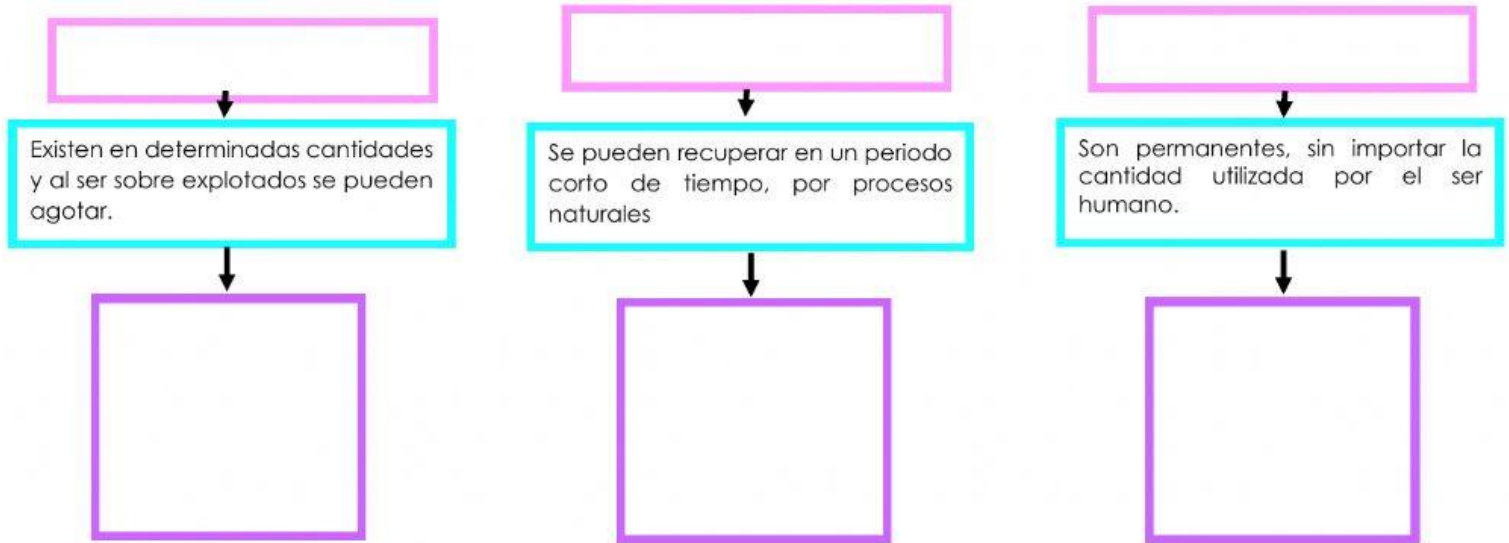 Existen en determinadas cantidades
y al ser sobre explotados se pueden
agotar.
Se pueden recuperar en un periodo
corto de tiempo, por procesos
naturales
Son permanentes, sin importar la
cantidad utilizada por el ser
humano.